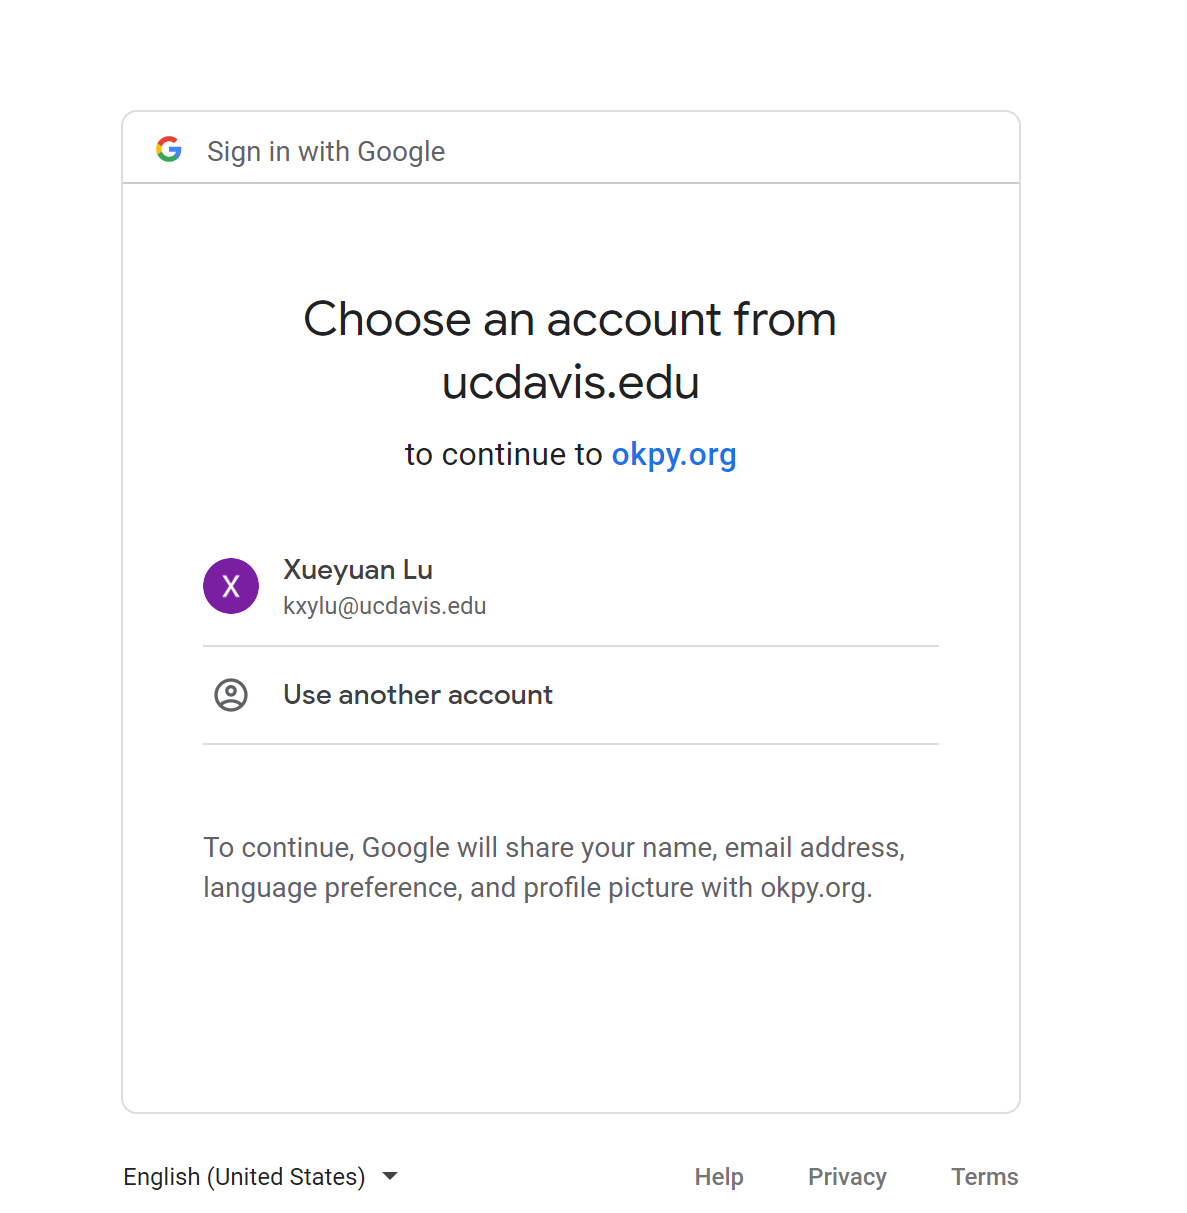 Sign in with Google
Choose an account from
ucdavis.edu
to continue to okpy.org
X
Xueyuan Lu
kxylu@ucdavis.edu
Use another account
To continue, Google will share your name, email address,
language preference, and profile picture with okpy.org.
English (United States)
Help
Privacy
Terms